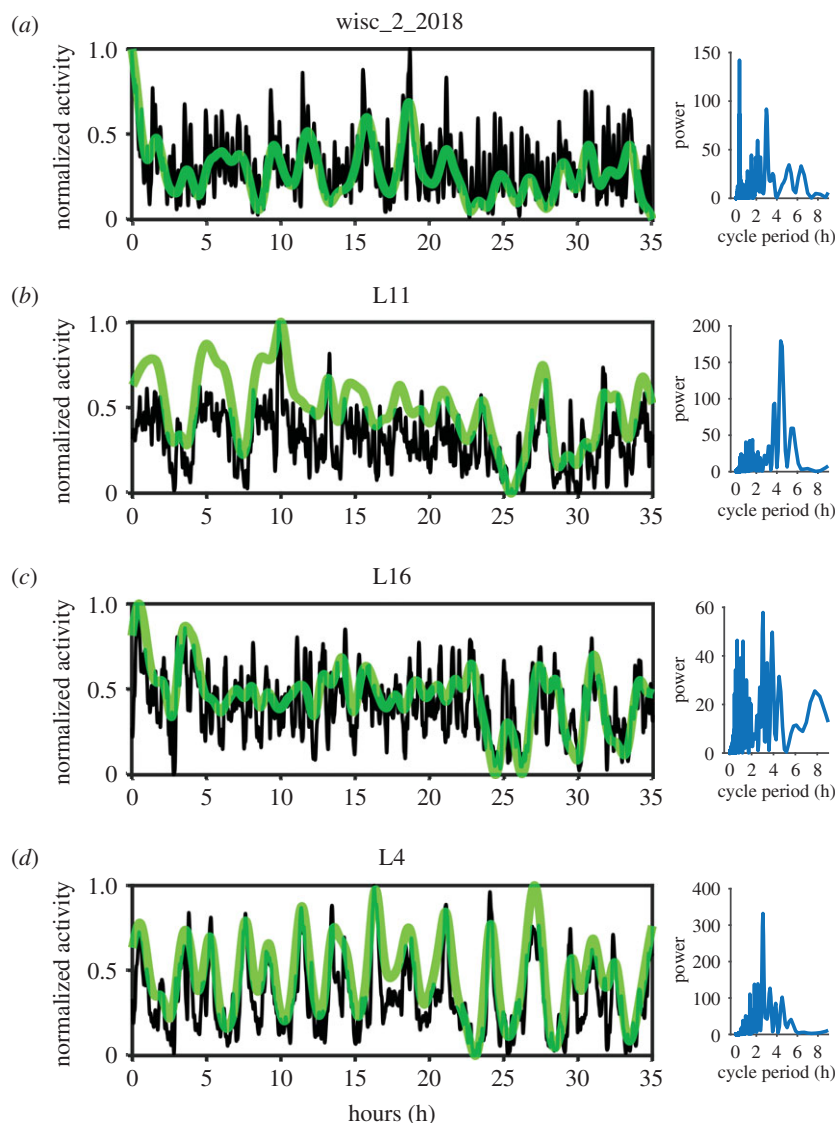 (a)
wisc_2_2018
normalized activity
1.0
0.5
0
0 5 10 15 20 25 30 35
power
150
100
50
0
0 2 4 6 8
cycle period (h)
(b)
L11
normalized activity
1.0
0.5
0
0 5 10 15 20 25 30 35
power
200
150
100
50
0
0 2 4 6 8
cycle period (h)
(c)
L16
normalized activity
1.0
0.5
0
0 5 10 15 20 25 30 35
power
60
40
20
0
0 2 4 6 8
cycle period (h)
(d)
L4
normalized activity
1.0
0.5
0
0 5 10 15 20 25 30 35
hours (h)
power
400
300
200
100
0
0 2 4 6 8
cycle period (h)